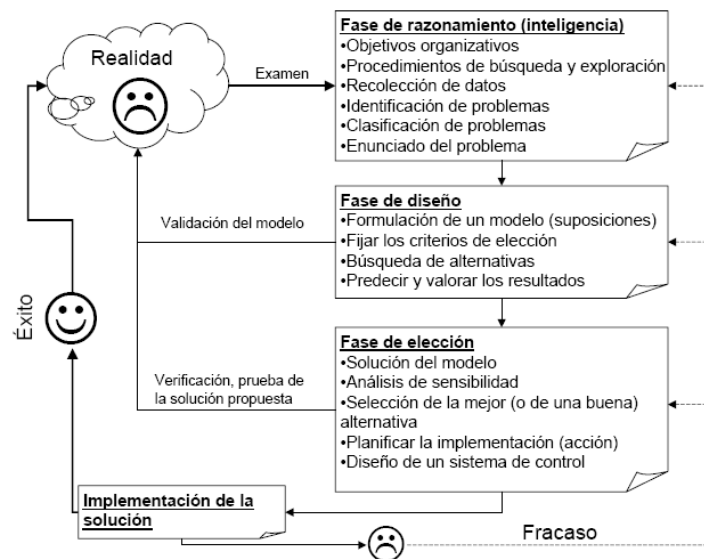 Realidad
Examen
Fase de razonamiento (inteligencia)
•Objetivos organizativos
•Procedimientos de búsqueda y exploración
•Recolección de datos
•Identificación de problemas
•Clasificación de problemas
•Enunciado del problema
Validación del modelo
Fase de diseño
•Formulación de un modelo (suposiciones)
•Fijar los criterios de elección
•Búsqueda de alternativas
•Predecir y valorar los resultados
Éxito
Verificación, prueba de
la solución propuesta
Fase de elección
•Solución del modelo
•Análisis de sensibilidad
•Selección de la mejor (o de una buena)
alternativa
•Planificar la implementación (acción)
•Diseño de un sistema de control
Implementación de la
solución
Fracaso